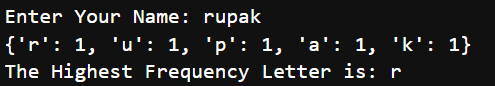 Enter Your Name: rupak
{'r': 1, 'u': 1, 'p': 1, 'a': 1, 'k': 1}
The Highest Frequency Letter is: r